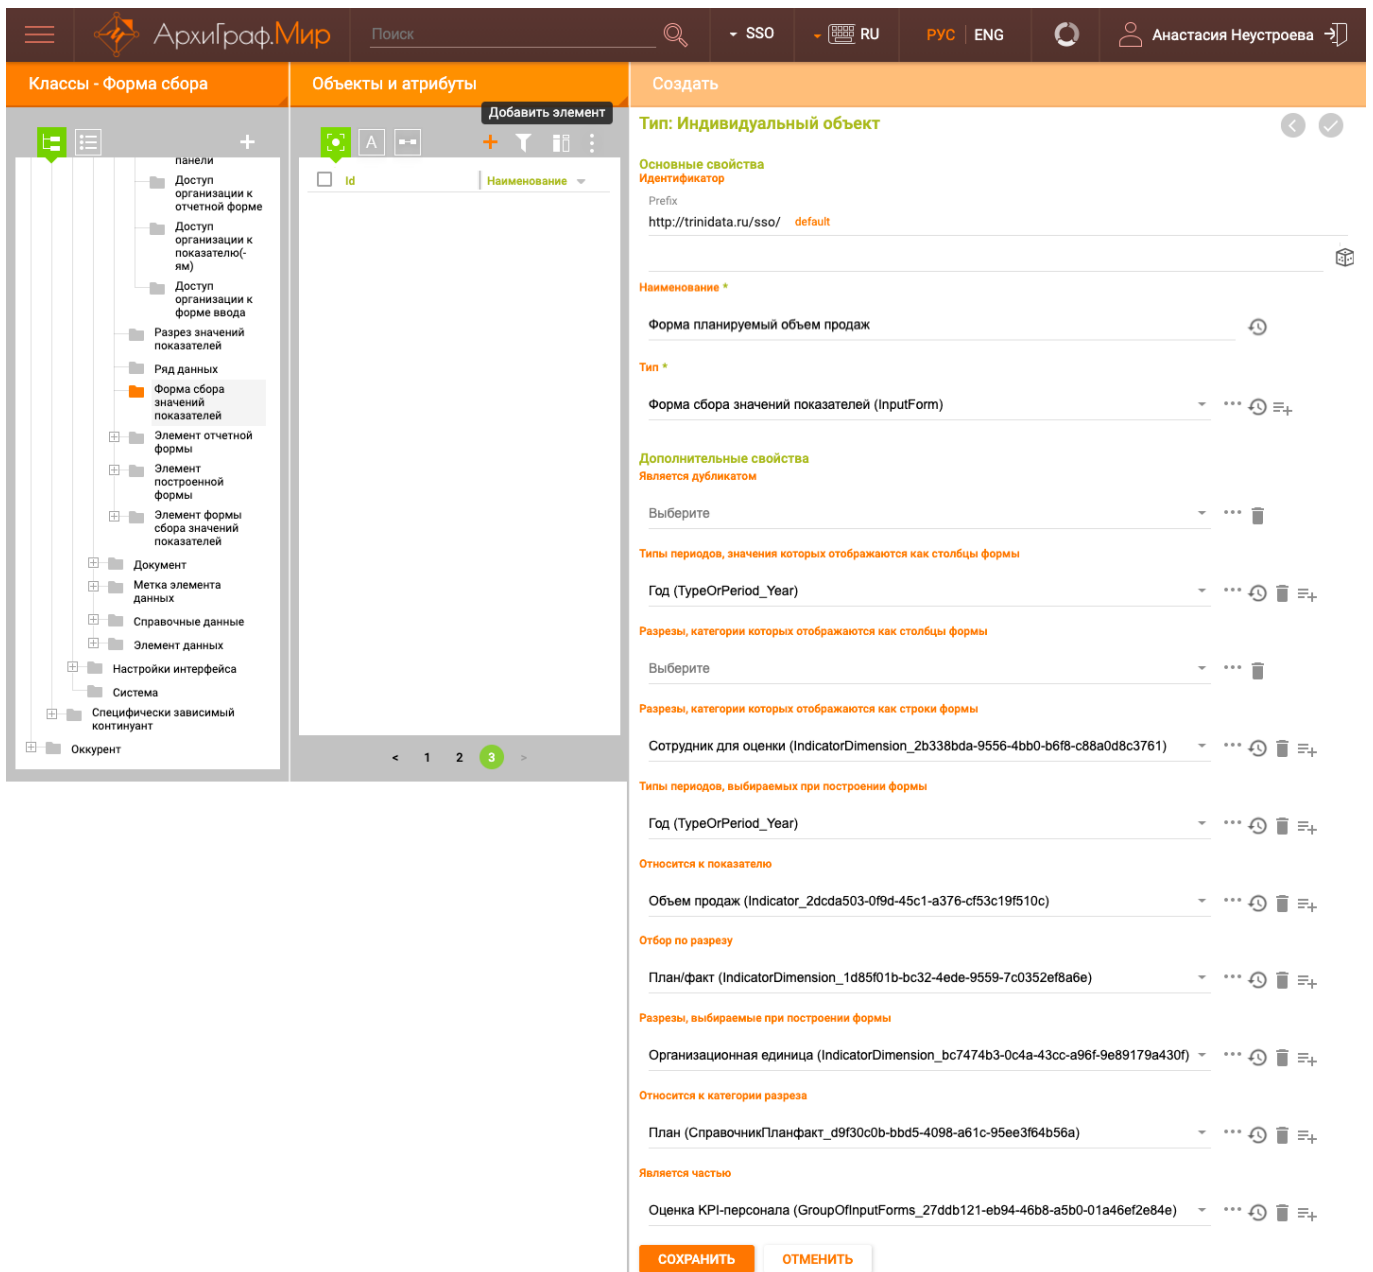 АрхиГраф.Мир
Поиск
SSO
RU
РУС
ENG
Анастасия Неустроева
Классы - Форма сбора
Объекты и атрибуты
Создать
Добавить элемент
панели
Доступ
организации к
отчетной форме
Доступ
организации к
показателю(-
ям)
Доступ
организации к
форме ввода
Разрез значений
показателей
Ряд данных
Форма сбора
значений
показателей
Элемент отчетной
формы
Элемент
построенной
формы
Элемент формы
сбора значений
показателей
Документ
Метка элемента
данных
Справочные данные
Элемент данных
Настройки интерфейса
Система
Специфически зависимый
континуант
Оккурент
A
Id
Наименование
< 1 2 3 >
Тип: Индивидуальный объект
Основные свойства
Идентификатор
Prefix
http://trinidata.ru/sso/ default
Наименование *
Форма планируемый объем продаж
Тип *
Форма сбора значений показателей (InputForm)
Дополнительные свойства
Является дубликатом
Выберите
Типы периодов, значения которых отображаются как столбцы формы
Год (TypeOrPeriod_Year)
Разрезы, категории которых отображаются как столбцы формы
Выберите
Разрезы, категории которых отображаются как строки формы
Сотрудник для оценки (IndicatorDimension_2b338bda-9556-4bb0-b6f8-c88a0d8c3761)
Типы периодов, выбираемых при построении формы
Год (TypeOrPeriod_Year)
Относится к показателю
Объем продаж (Indicator_2dcda503-0f9d-45c1-a376-cf53c19f510c)
Отбор по разрезу
План/факт (IndicatorDimension_1d85f01b-bc32-4ede-9559-7c0352ef8a6e)
Разрезы, выбираемые при построении формы
Организационная единица (IndicatorDimension_bc7474b3-0c4a-43cc-a96f-9e89179a430f)
Относится к категории разреза
План (СправочникПланфакт_d9f30c0b-bbd5-4098-a61c-95ee3f64b56a)
Является частью
Оценка KPI-персонала (GroupOfInputForms_27ddb121-eb94-46b8-a5b0-01a46ef2e84e)
СОХРАНИТЬ
ОТМЕНИТЬ